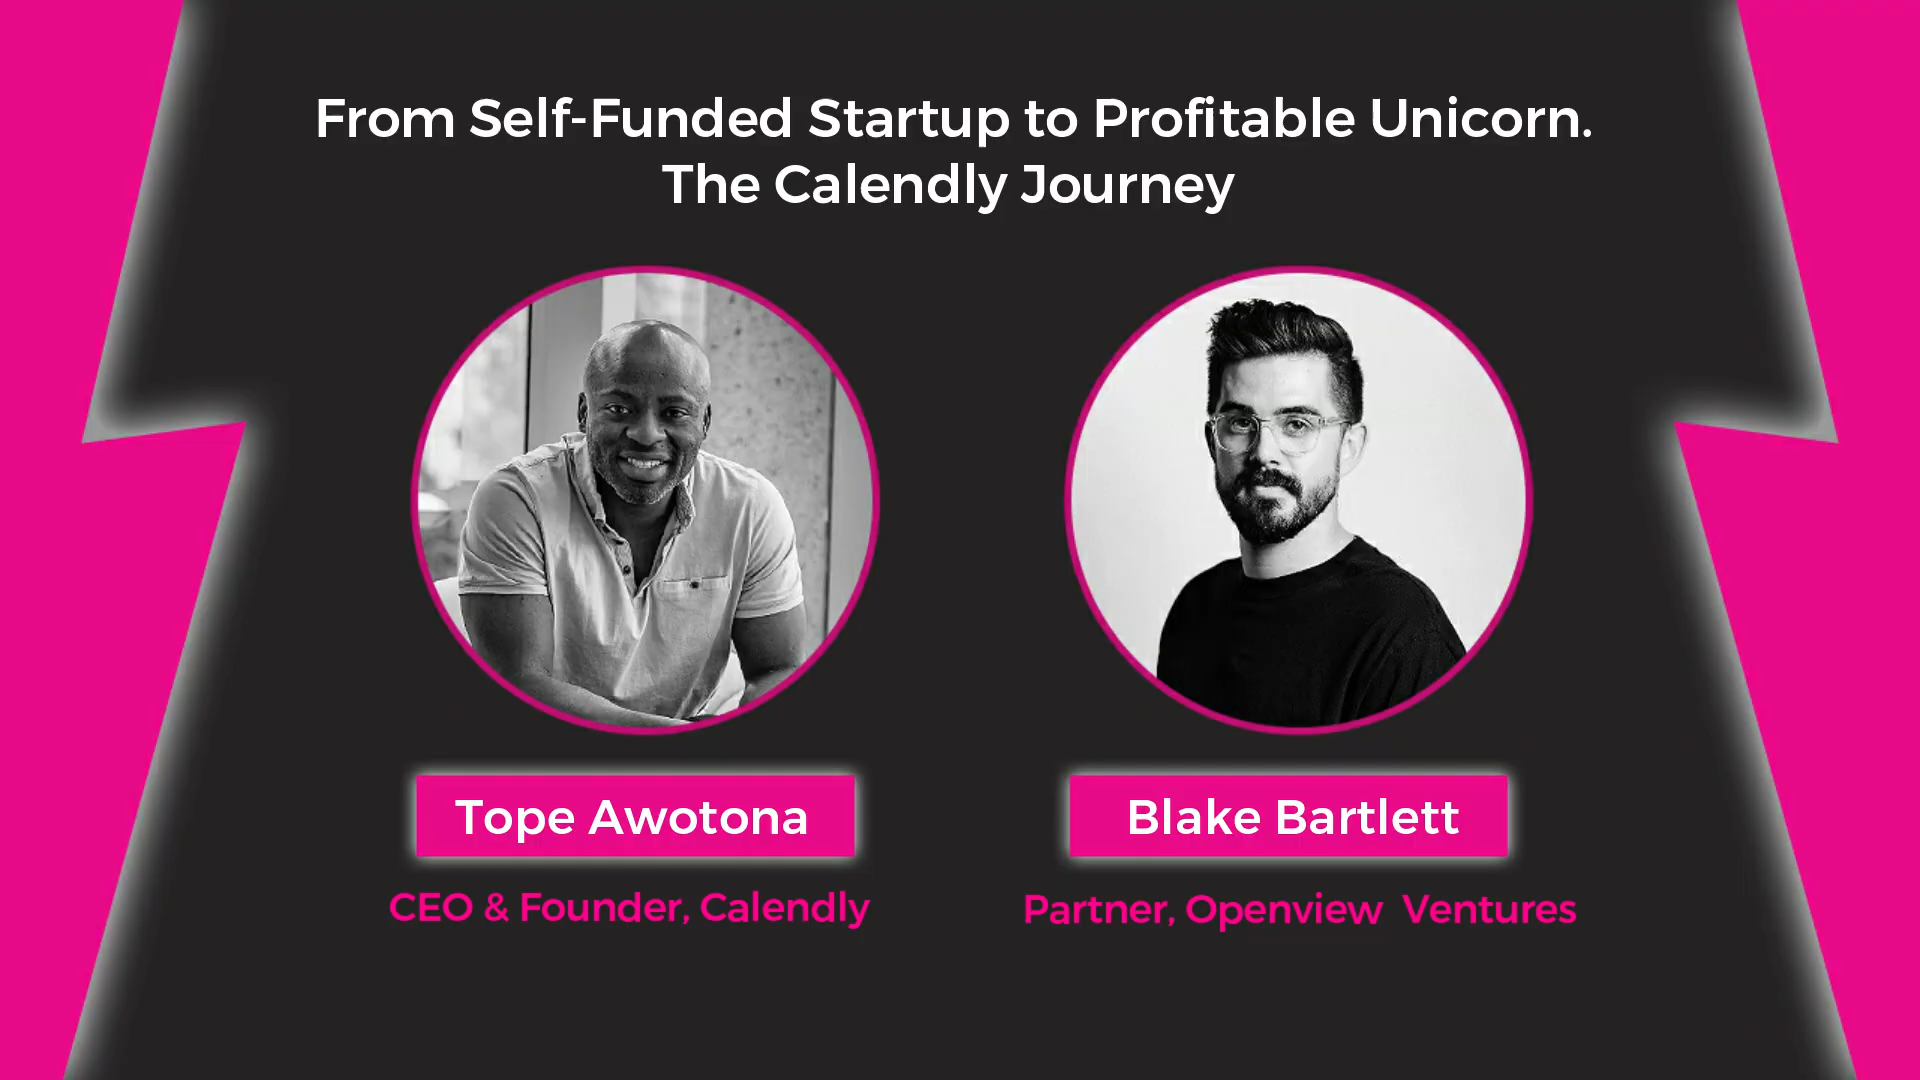 From Self-Funded Startup to Profitable Unicorn.
The Calendly Journey
Tope Awotona
Blake Bartlett
CEO & Founder, Calendly
Partner, Openview Ventures